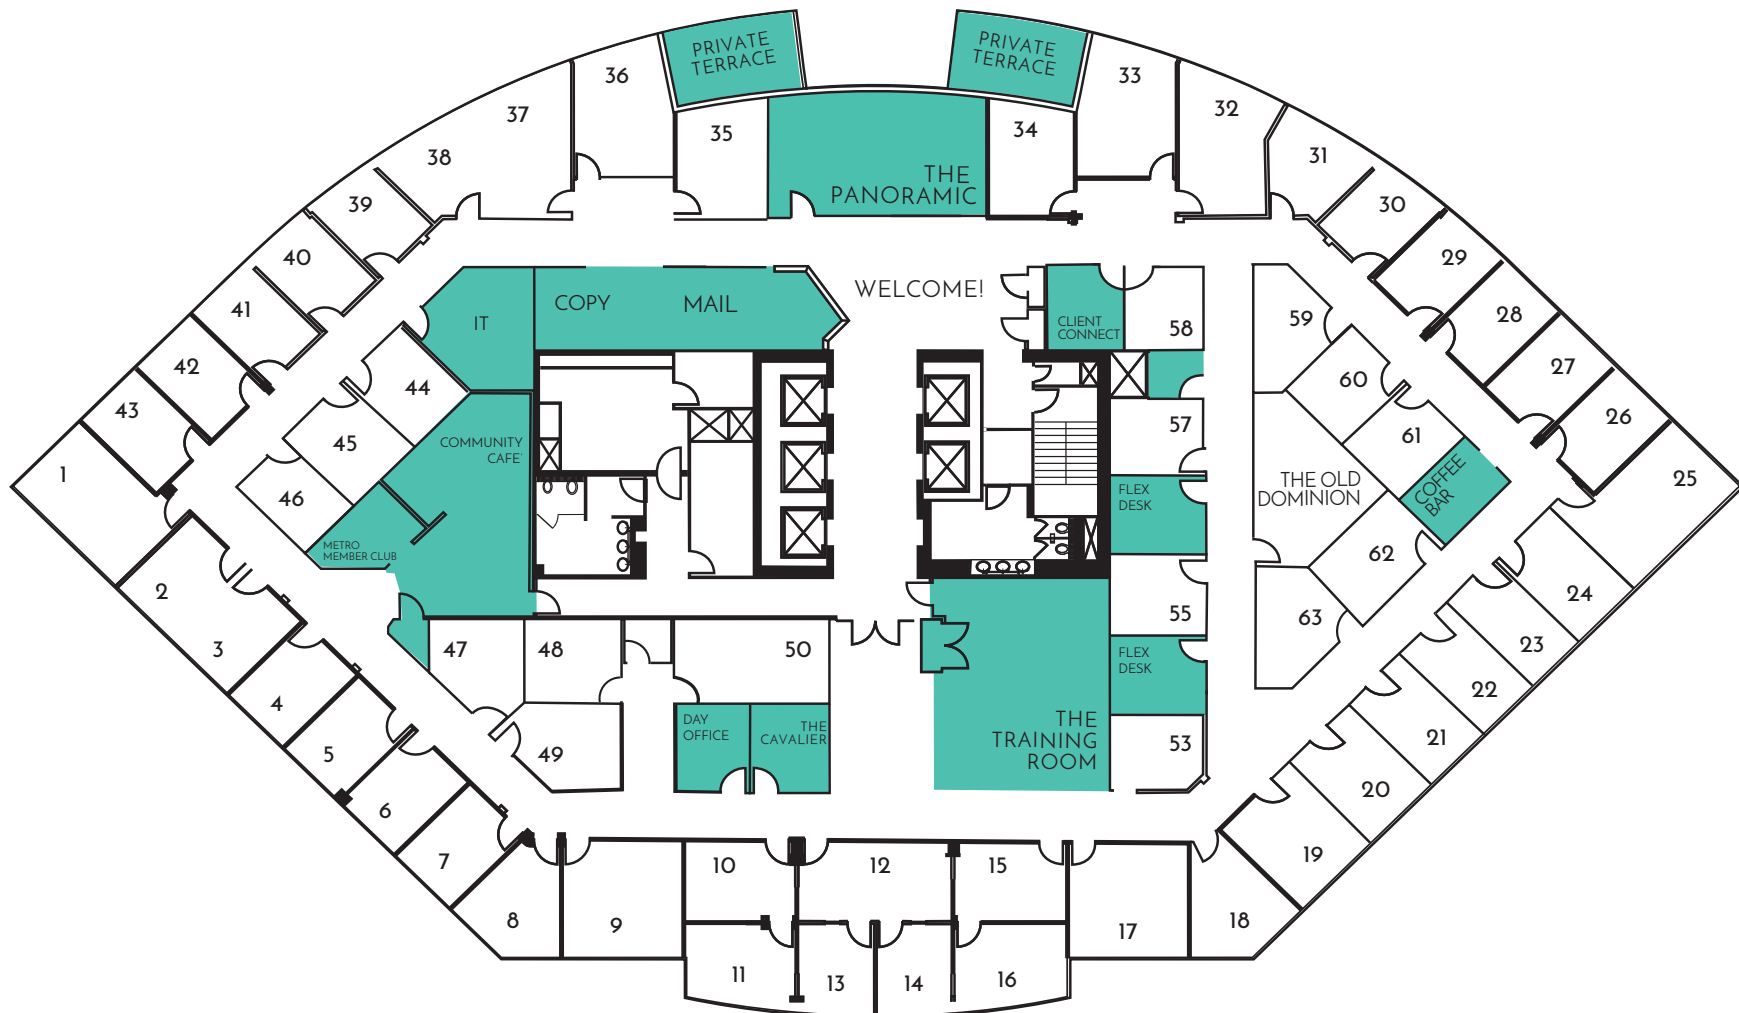 PRIVATE
TERRACE
PRIVATE
TERRACE
36
33
37
35
34
32
38
31
THE
PANORAMIC
39
30
40
29
41
IT
COPY
MAIL
WELCOME!
CLIENT
CONNECT
58
59
28
42
44
60
27
43
45
COMMUNITY
CAFE'
57
61
26
1
46
METRO
MEMBER CLUB
FLEX
DESK
THE OLD
DOMINION
COFFEE
BAR
25
62
2
24
3
47
48
50
55
63
23
4
FLEX
DESK
22
5
49
DAY
OFFICE
THE
CAVALIER
THE
TRAINING
ROOM
53
21
6
20
7
10
12
15
19
8
9
17
18
11
13
14
16